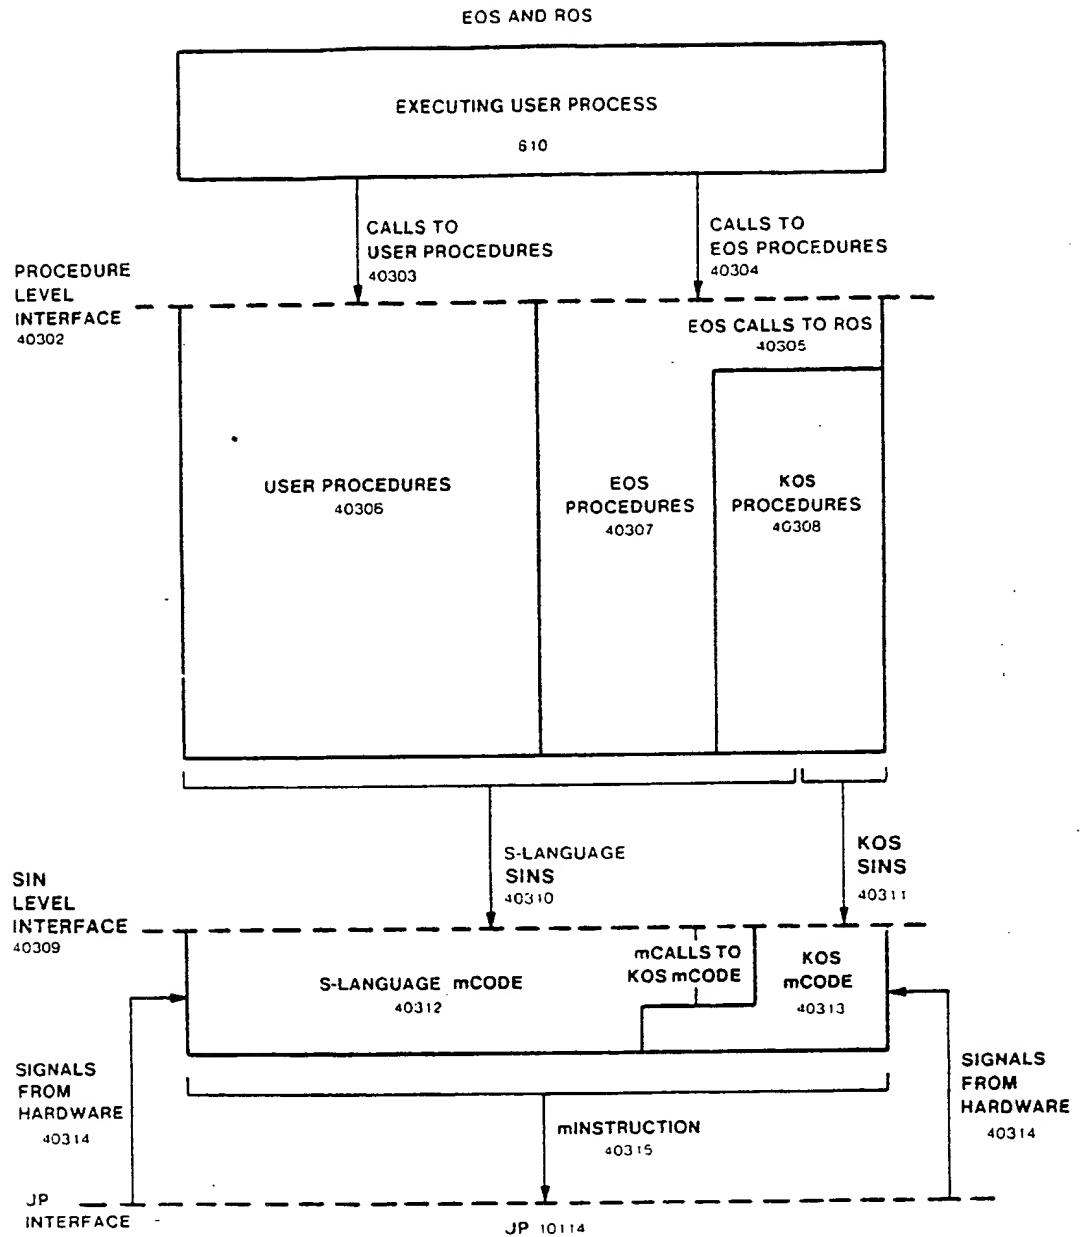 EOS AND ROS
EXECUTING USER PROCESS
610
CALLS TO
USER PROCEDURES
40303
CALLS TO
EOS PROCEDURES
40304
PROCEDURE
LEVEL
INTERFACE
40302
EOS CALLS TO ROS
40305
USER PROCEDURES
40306
EOS
PROCEDURES
40307
KOS
PROCEDURES
40308
S-LANGUAGE
SINS
40310
KOS
SINS
40311
SIN
LEVEL
INTERFACE
40309
S-LANGUAGE mCODE
40312
mCALLS TO
KOS mCODE
KOS
mCODE
40313
SIGNALS
FROM
HARDWARE
40314
SIGNALS
FROM
HARDWARE
40314
mINSTRUCTION
40315
JP
INTERFACE
JP 10114